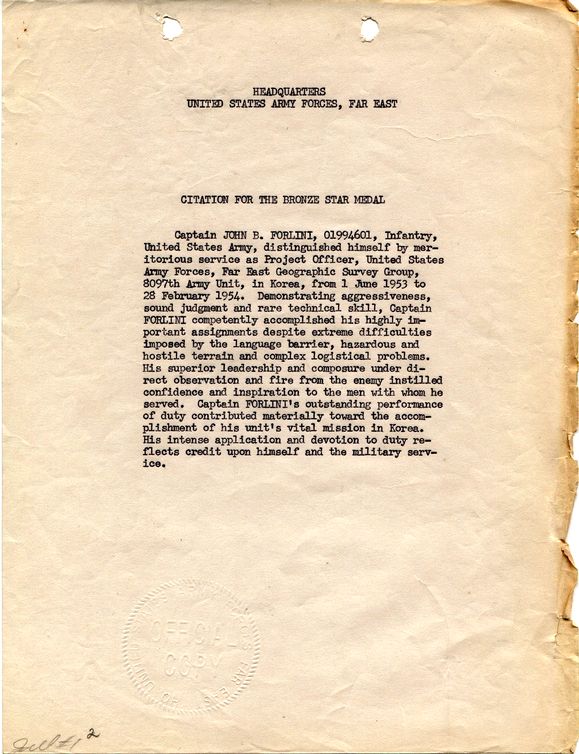 HEADQUARTERS
UNITED STATES ARMY FORCES, FAR EAST
CITATION FOR THE BRONZE STAR MEDAL
Captain JOHN B. FORLINI, 01994601, Infantry,
United States Army, distinguished himself by mer-
itorious service as Project Officer, United States
Army Forces, Far East Geographic Survey Group,
8097th Army Unit, in Korea, from 1 June 1953 to
28 February 1954. Demonstrating aggressiveness,
sound judgment and rare technical skill, Captain
FORLINI competently accomplished his highly im-
portant assignments despite extreme difficulties
imposed by the language barrier, hazardous and
hostile terrain and complex logistical problems.
His superior leadership and composure under di-
rect observation and fire from the enemy instilled
confidence and inspiration to the men with whom he
served. Captain FORLINI's outstanding performance
of duty contributed materially toward the accom-
plishment of his unit's vital mission in Korea.
His intense application and devotion to duty re-
flects credit upon himself and the military serv-
ice.
OFFICIAL
COPY
2